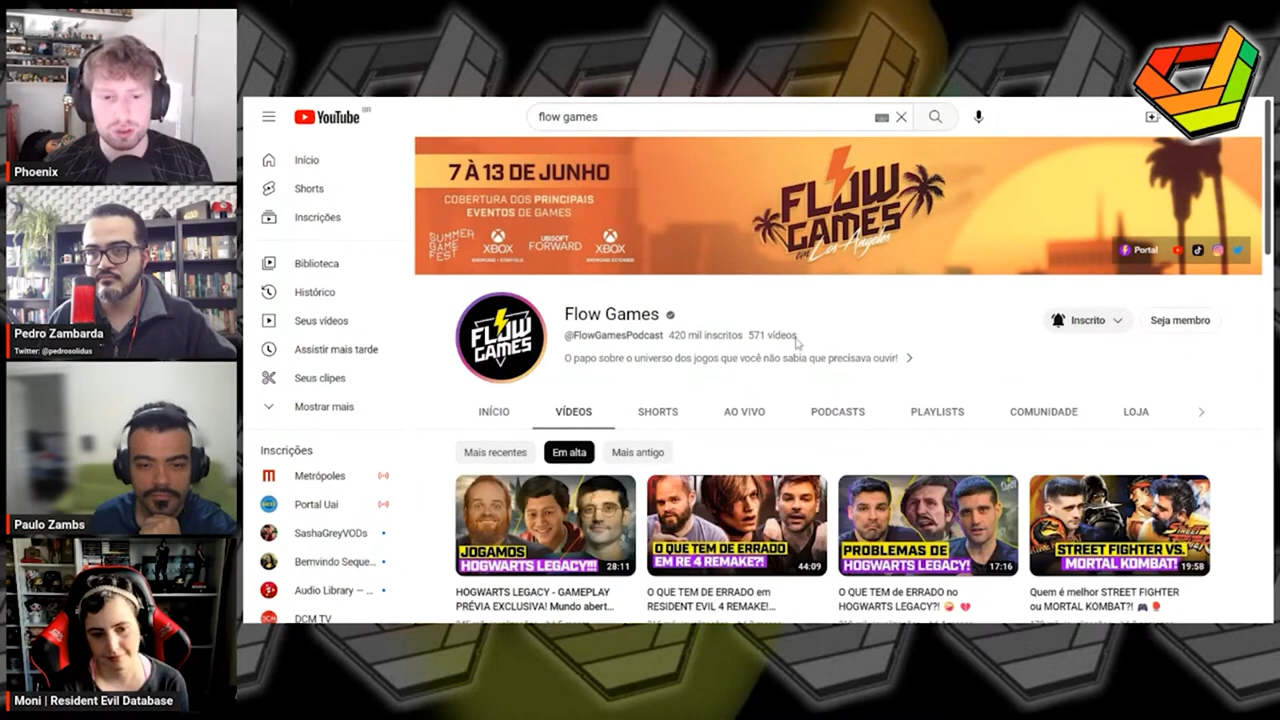 Phoenix
Pedro Zambarda
Twitter: @pedrosolidus
Paulo Zambs
Moni | Resident Evil Database
YouTube BR
flow games
Início
Shorts
Inscrições
Biblioteca
Histórico
Seus vídeos
Assistir mais tarde
Seus clipes
Mostrar mais
Inscrições
Metrópoles
Portal Uai
SashaGreyVODs
Bemvindo Seque...
Audio Library — ...
DCM TV
7 À 13 DE JUNHO
COBERTURA DOS PRINCIPAIS
EVENTOS DE GAMES
SUMMER
GAME
FEST
XBOX
UBISOFT
FORWARD
XBOX
FLOW
GAMES
em Los Angeles
Portal
FLOW
GAMES
Flow Games
@FlowGamesPodcast 420 mil inscritos 571 vídeos
O papo sobre o universo dos jogos que você não sabia que precisava ouvir!
Inscrito
Seja membro
INÍCIO
VÍDEOS
SHORTS
AO VIVO
PODCASTS
PLAYLISTS
COMUNIDADE
LOJA
Mais recentes
Em alta
Mais antigo
JOGAMOS
HOGWARTS LEGACY!!!
28:11
O QUE TEM DE ERRADO
EM RE 4 REMAKE?!
44:09
PROBLEMAS DE
HOGWARTS LEGACY!
17:16
STREET FIGHTER VS.
MORTAL KOMBAT?!
19:58
HOGWARTS LEGACY - GAMEPLAY
PRÉVIA EXCLUSIVA! Mundo abert...
O QUE TEM DE ERRADO em
RESIDENT EVIL 4 REMAKE!...
O QUE TEM de ERRADO no
HOGWARTS LEGACY?!
Quem é melhor STREET FIGHTER
ou MORTAL KOMBAT?!